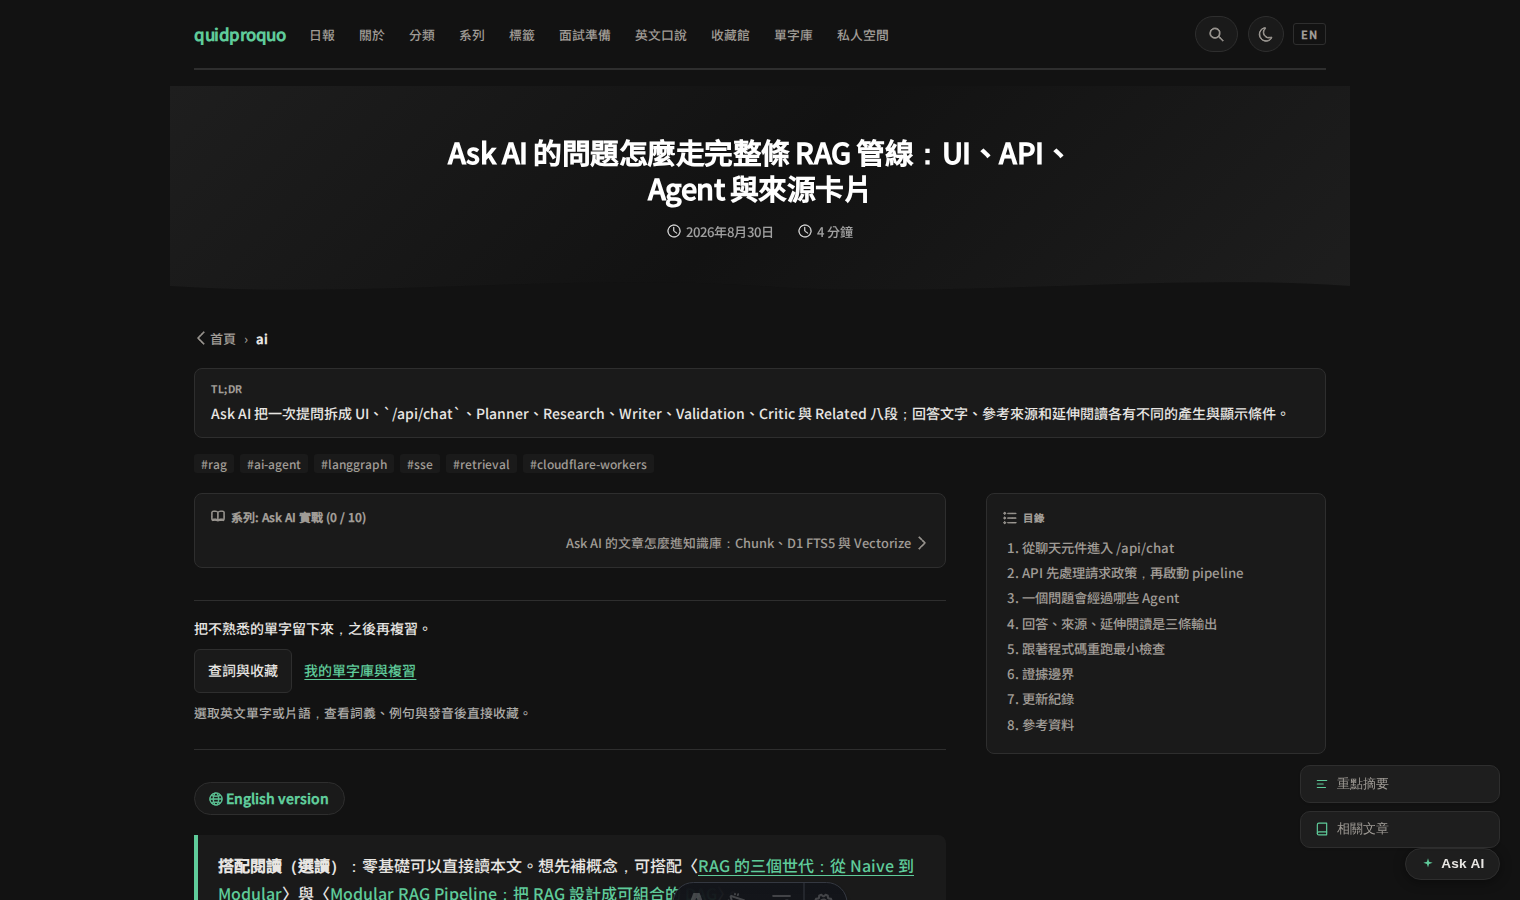 quidproquo 日報 關於 分類 系列 標籤 面試準備 英文口說 收藏館 單字庫 私人空間 EN
Ask AI 的問題怎麼走完整條 RAG 管線：UI、API、
Agent 與來源卡片
2026年8月30日 4 分鐘
首頁 › ai
TL;DR
Ask AI 把一次提問拆成 UI、`/api/chat`、Planner、Research、Writer、Validation、Critic 與 Related 八段；回答文字、參考來源和延伸閱讀各有不同的產生與顯示條件。
#rag #ai-agent #langgraph #sse #retrieval #cloudflare-workers
系列: Ask AI 實戰 (0 / 10)
Ask AI 的文章怎麼進知識庫：Chunk、D1 FTS5 與 Vectorize
把不熟悉的單字留下來，之後再複習。
查詞與收藏 我的單字庫與複習
選取英文單字或片語，查看詞義、例句與發音後直接收藏。
English version
搭配閱讀（選讀）：零基礎可以直接讀本文。想先補概念，可搭配〈RAG 的三個世代：從 Naive 到
Modular〉與〈Modular RAG Pipeline：把 RAG 設計成可組合的
目錄
1. 從聊天元件進入 /api/chat
2. API 先處理請求政策，再啟動 pipeline
3. 一個問題會經過哪些 Agent
4. 回答、來源、延伸閱讀是三條輸出
5. 跟著程式碼重跑最小檢查
6. 證據邊界
7. 更新紀錄
8. 參考資料
重點摘要
相關文章
Ask AI